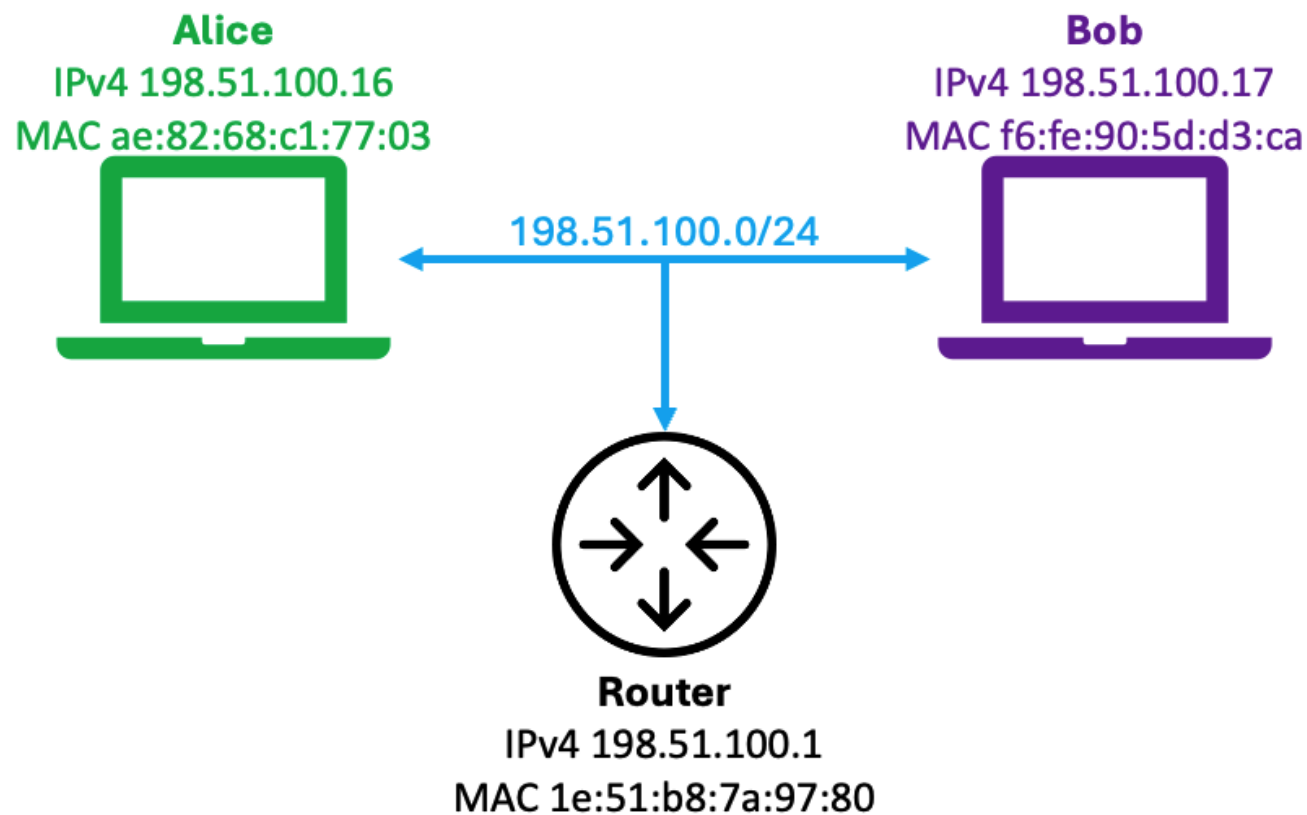 Alice
IPv4 198.51.100.16
MAC ae:82:68:c1:77:03
Bob
IPv4 198.51.100.17
MAC f6:fe:90:5d:d3:ca
198.51.100.0/24
Router
IPv4 198.51.100.1
MAC 1e:51:b8:7a:97:80